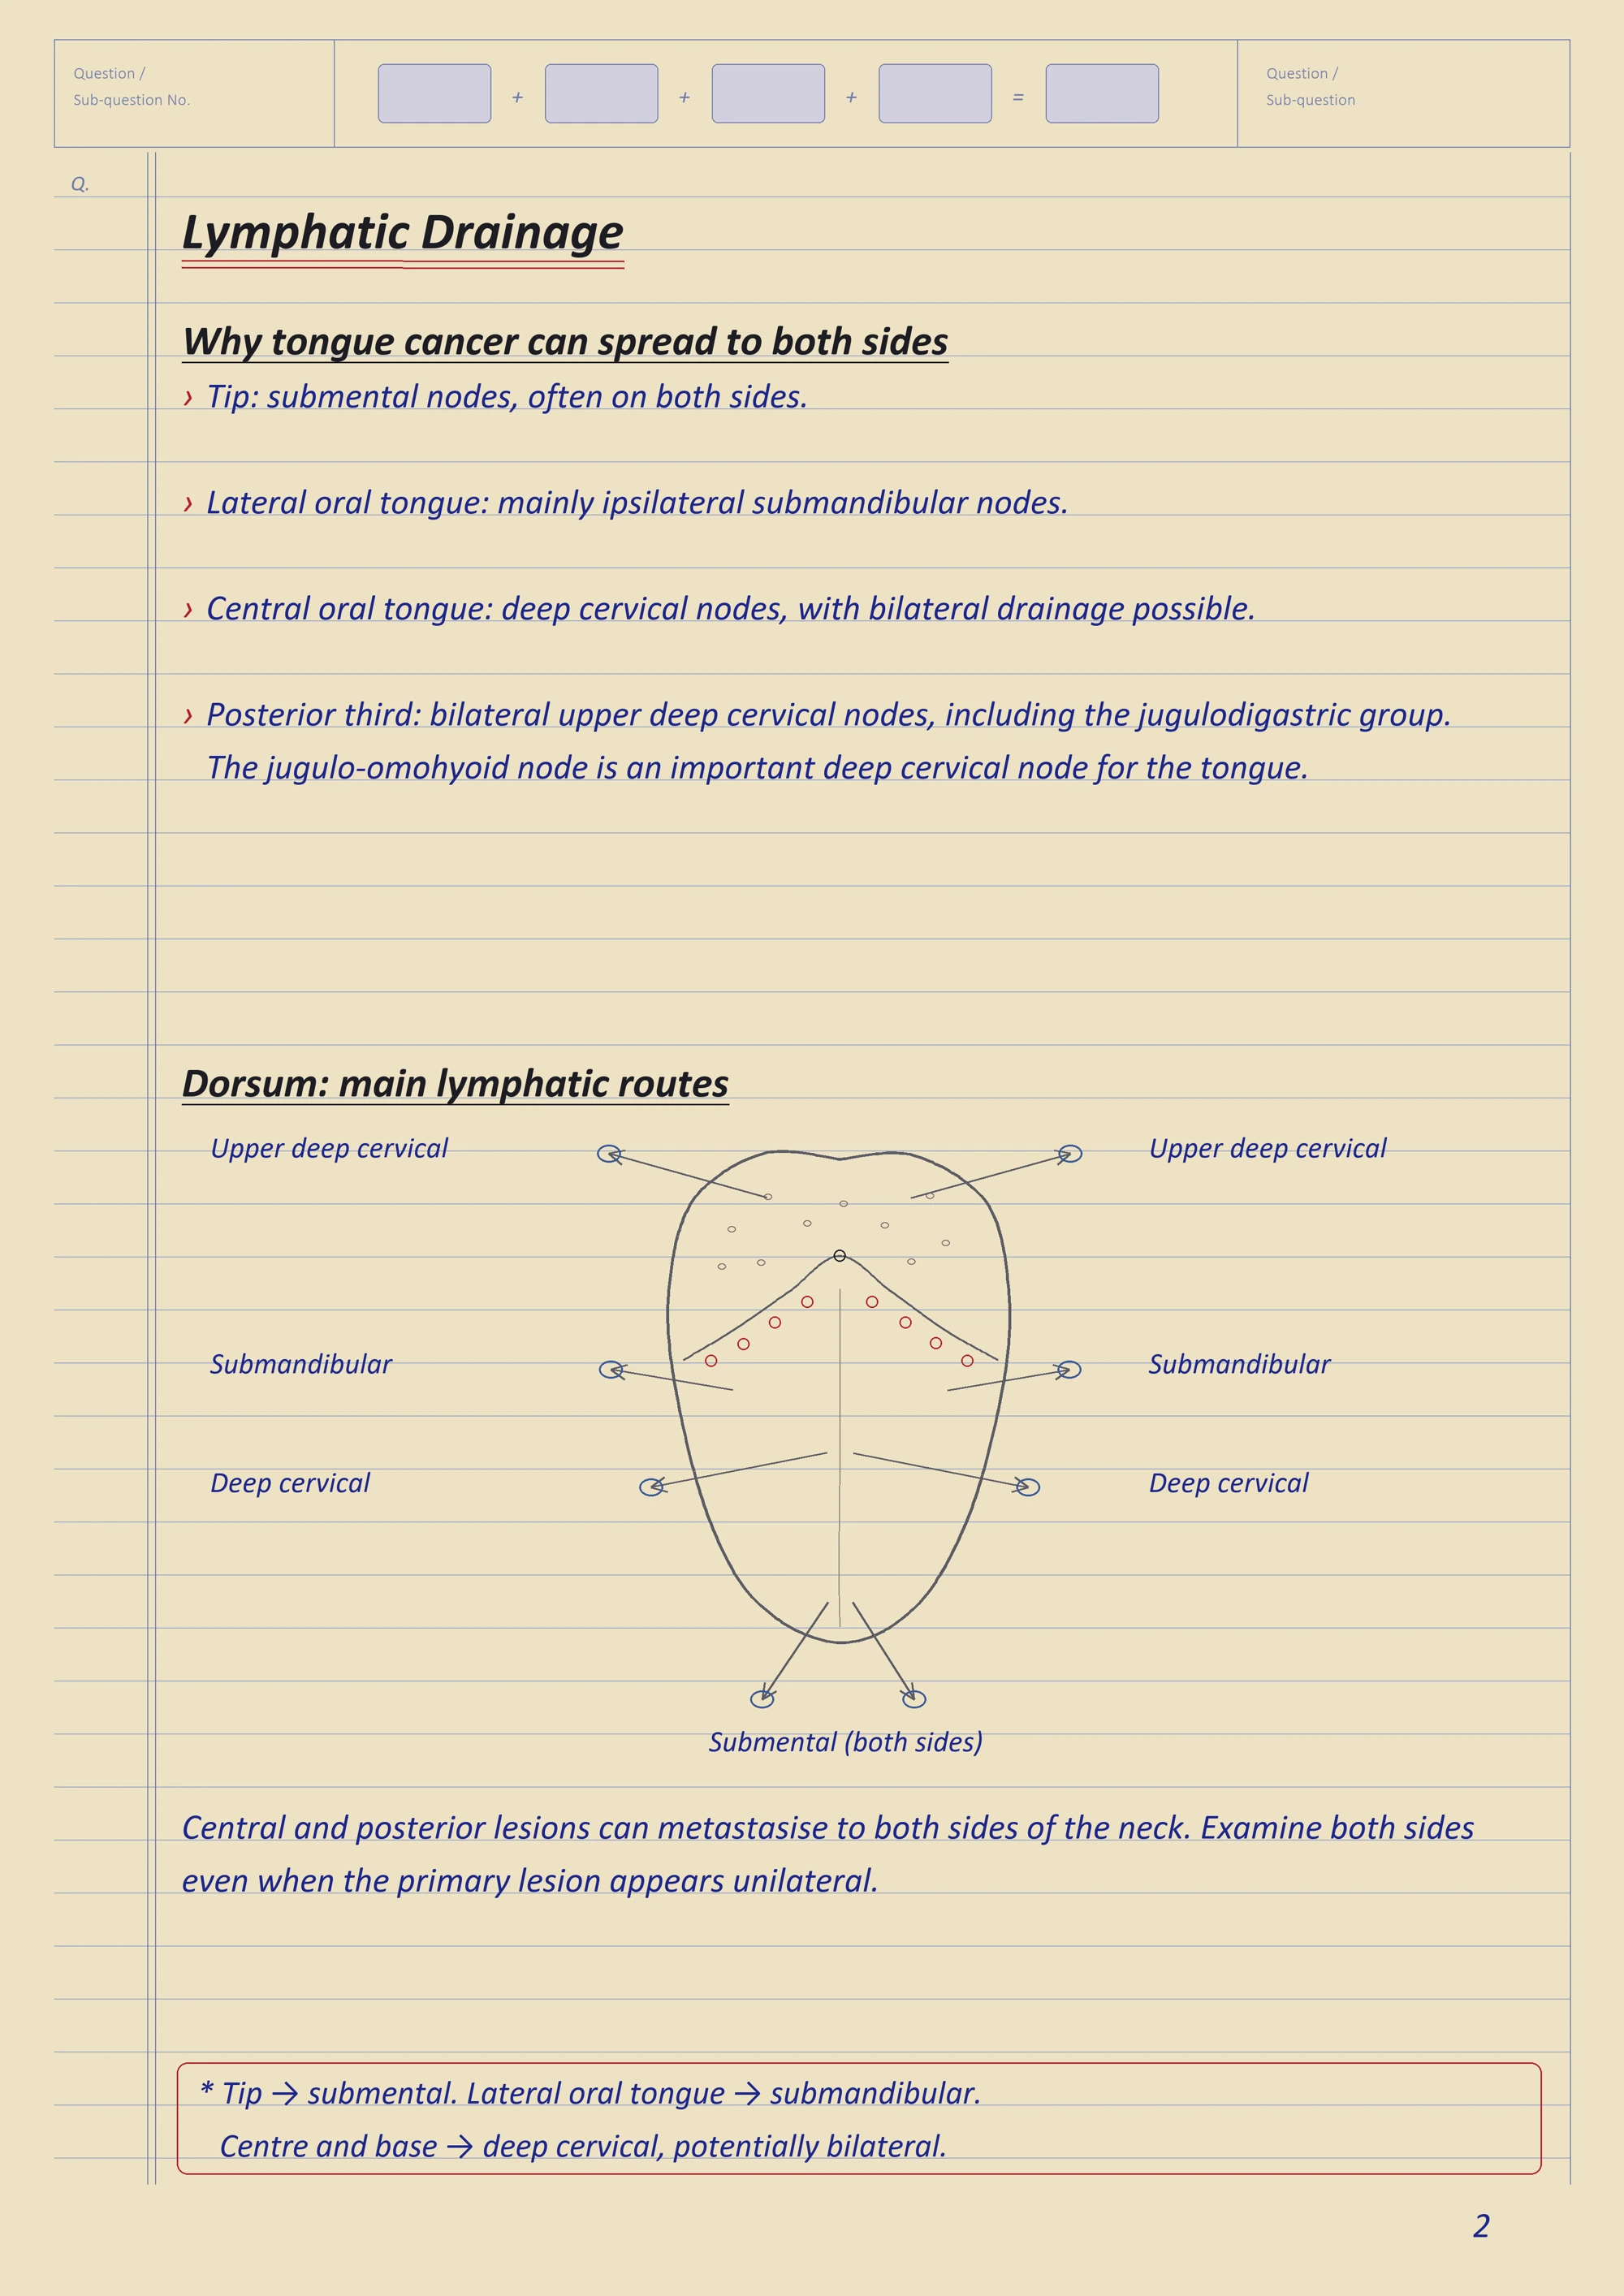 Question /
Sub-question No.
+ + + =
Question /
Sub-question
Q.
Lymphatic Drainage
Why tongue cancer can spread to both sides
› Tip: submental nodes, often on both sides.
› Lateral oral tongue: mainly ipsilateral submandibular nodes.
› Central oral tongue: deep cervical nodes, with bilateral drainage possible.
› Posterior third: bilateral upper deep cervical nodes, including the jugulodigastric group.
The jugulo-omohyoid node is an important deep cervical node for the tongue.
Dorsum: main lymphatic routes
Upper deep cervical
Upper deep cervical
Submandibular
Submandibular
Deep cervical
Deep cervical
Submental (both sides)
Central and posterior lesions can metastasise to both sides of the neck. Examine both sides
even when the primary lesion appears unilateral.
* Tip → submental. Lateral oral tongue → submandibular.
Centre and base → deep cervical, potentially bilateral.
2